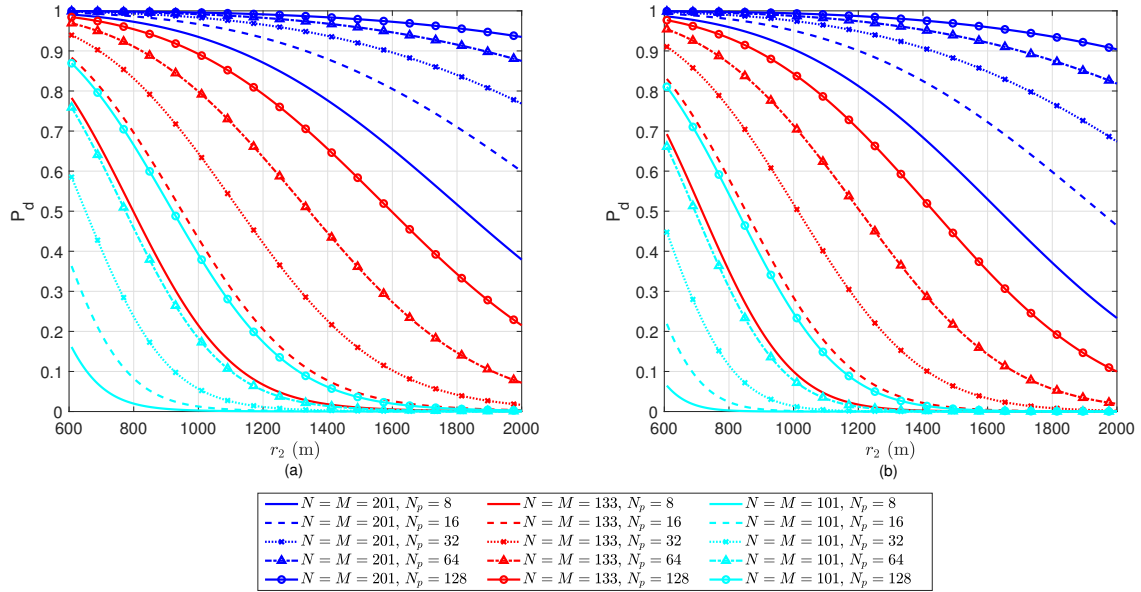 1
0.9
0.8
0.7
0.6
0.5
0.4
0.3
0.2
0.1
0
P_d
600 800 1000 1200 1400 1600 1800 2000
r_2 (m)
(a)
1
0.9
0.8
0.7
0.6
0.5
0.4
0.3
0.2
0.1
0
P_d
600 800 1000 1200 1400 1600 1800 2000
r_2 (m)
(b)
N = M = 201, N_p = 8 N = M = 133, N_p = 8 N = M = 101, N_p = 8
N = M = 201, N_p = 16 N = M = 133, N_p = 16 N = M = 101, N_p = 16
N = M = 201, N_p = 32 N = M = 133, N_p = 32 N = M = 101, N_p = 32
N = M = 201, N_p = 64 N = M = 133, N_p = 64 N = M = 101, N_p = 64
N = M = 201, N_p = 128 N = M = 133, N_p = 128 N = M = 101, N_p = 128